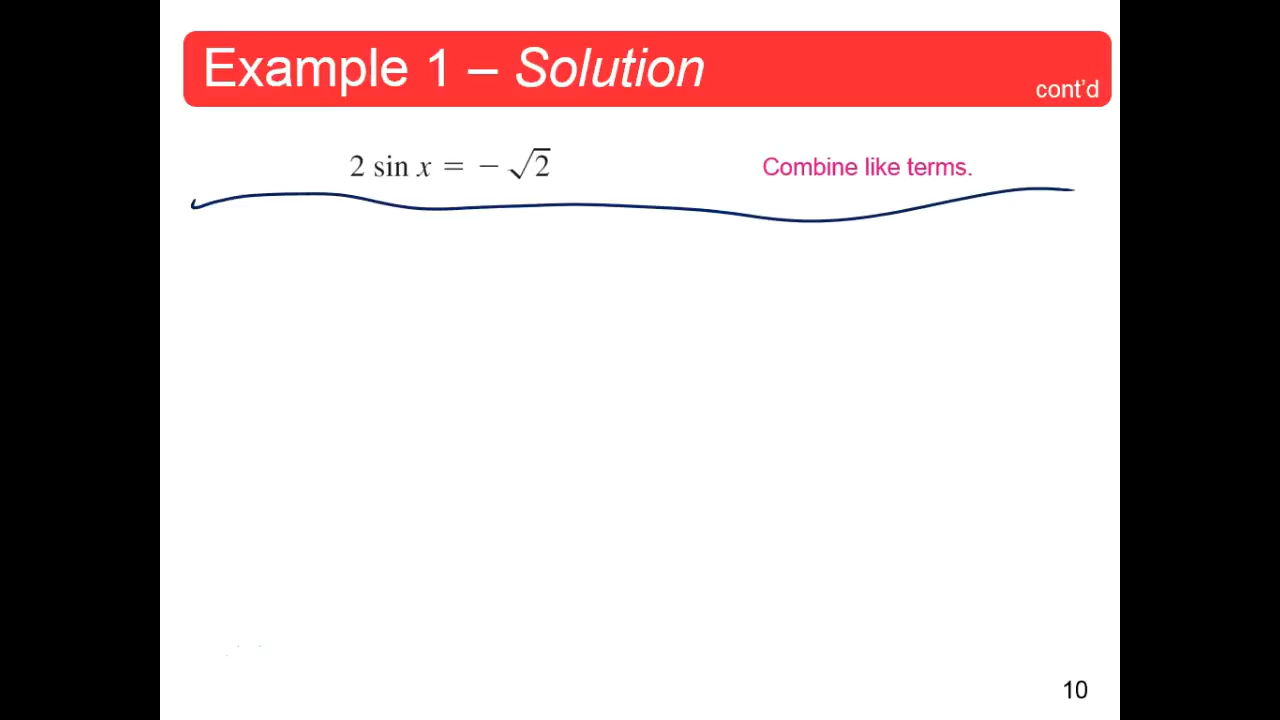 Example 1 – Solution
cont'd
2 sin x = − √2 Combine like terms.
10